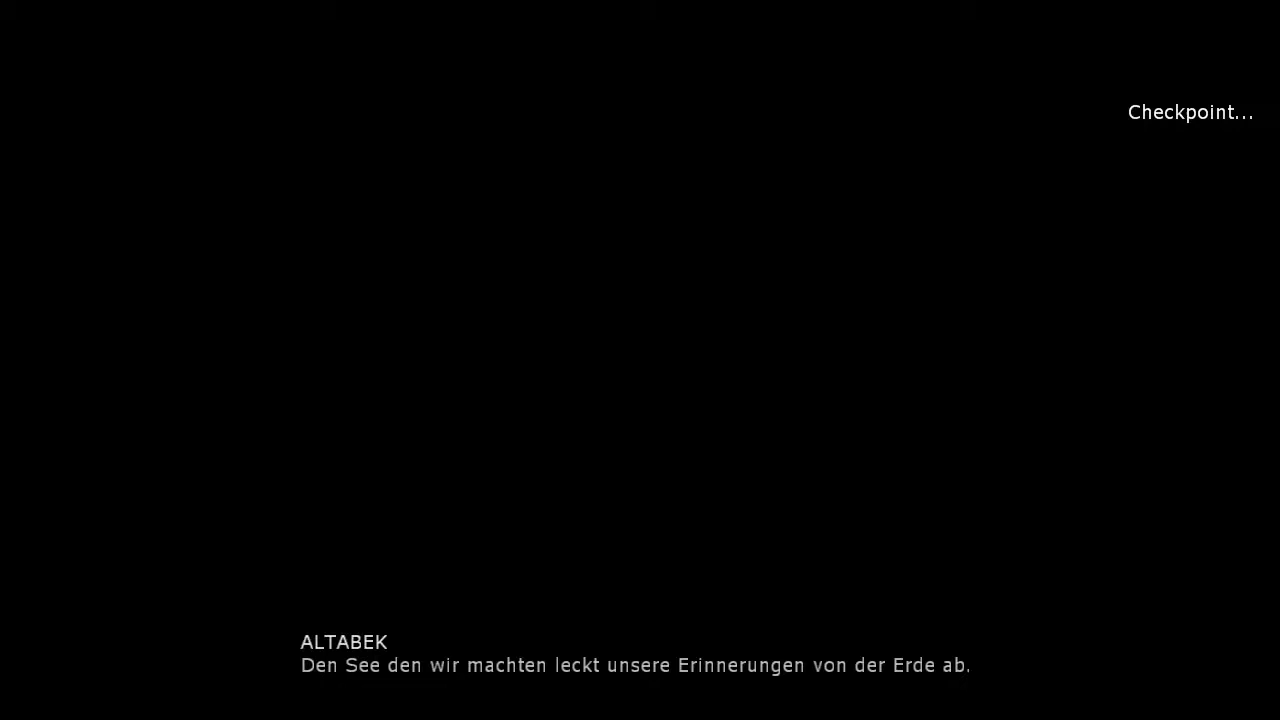 Checkpoint...
ALTABEK
Den See den wir machten leckt unsere Erinnerungen von der Erde ab.